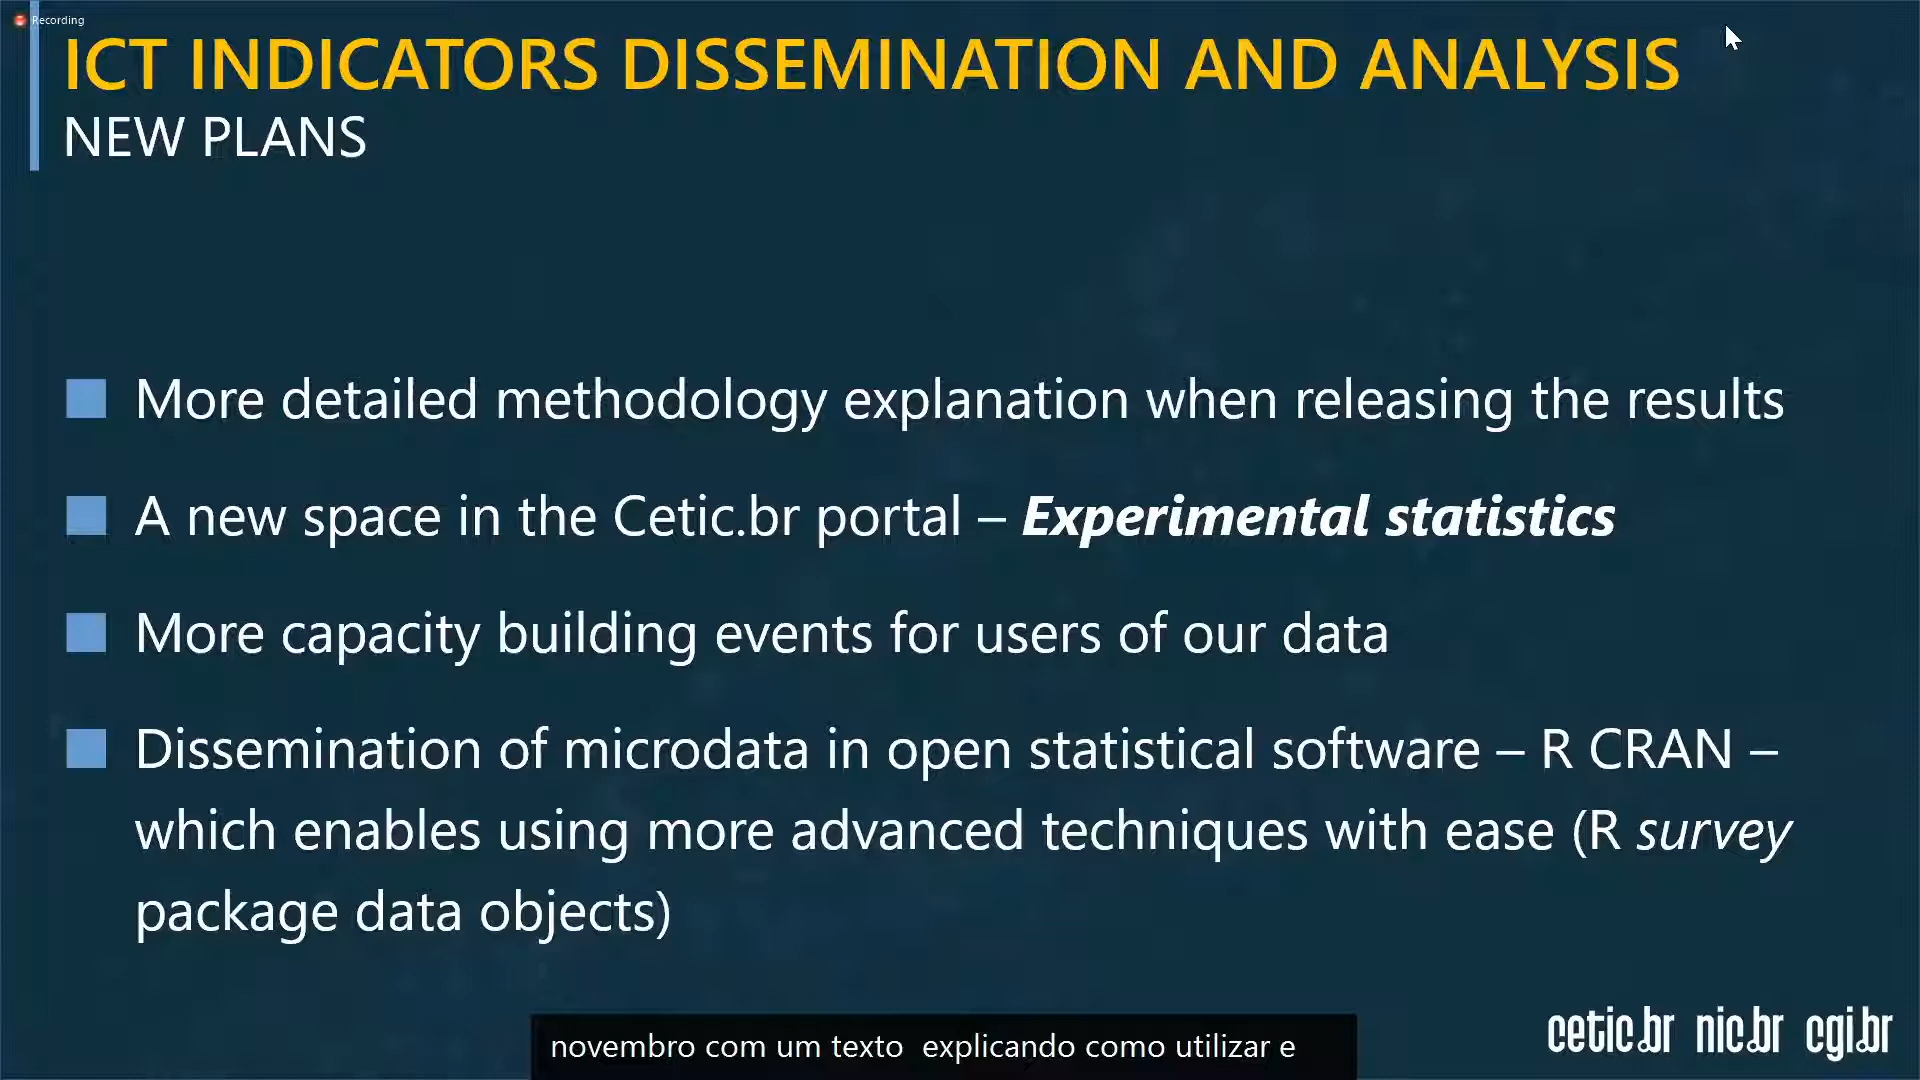 Recording
ICT INDICATORS DISSEMINATION AND ANALYSIS
NEW PLANS
More detailed methodology explanation when releasing the results
A new space in the Cetic.br portal – Experimental statistics
More capacity building events for users of our data
Dissemination of microdata in open statistical software – R CRAN –
which enables using more advanced techniques with ease (R survey
package data objects)
cetic.br nic.br cgi.br
novembro com um texto explicando como utilizar e